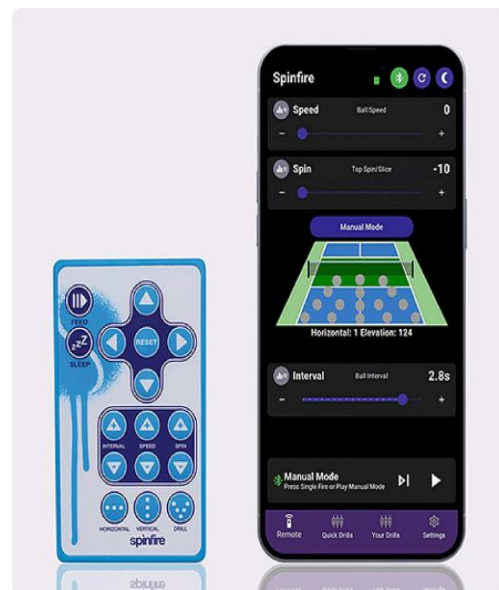 FEED
SLEEP
zzZ
RESET
INTERVAL SPEED SPIN
HORIZONTAL VERTICAL DRILL
spinfire
Spinfire
Speed Ball Speed 0
- +
Spin Top Spin/Slice -10
- +
Manual Mode
Horizontal: 1 Elevation: 124
Interval Ball Interval 2.8s
- +
Manual Mode
Press Single Fire or Play Manual Mode
Remote Quick Drills Your Drills Settings